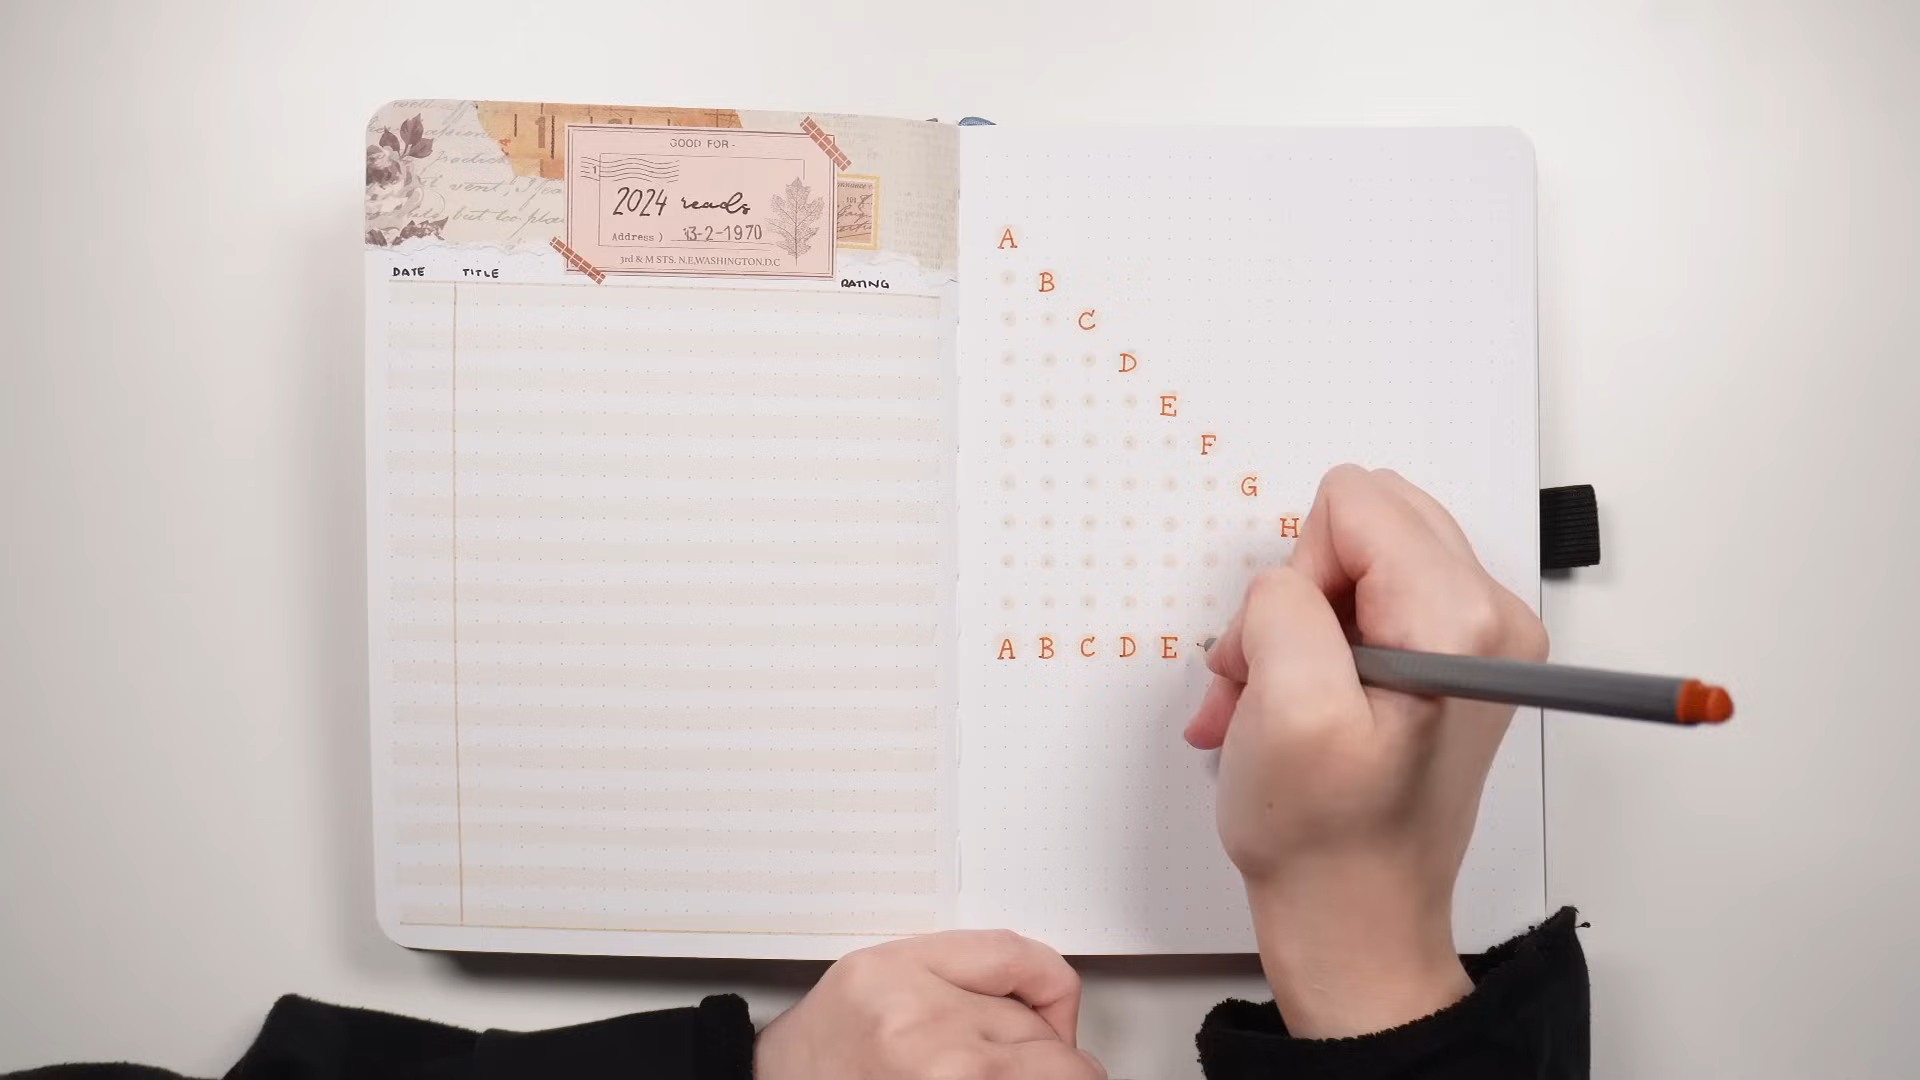 GOOD FOR-
2024 reads
Address) 13-2-1970
3rd & M STS. N.E,WASHINGTON,D.C
DATE TITLE RATING
A
B
C
D
E
F
G
H
A B C D E